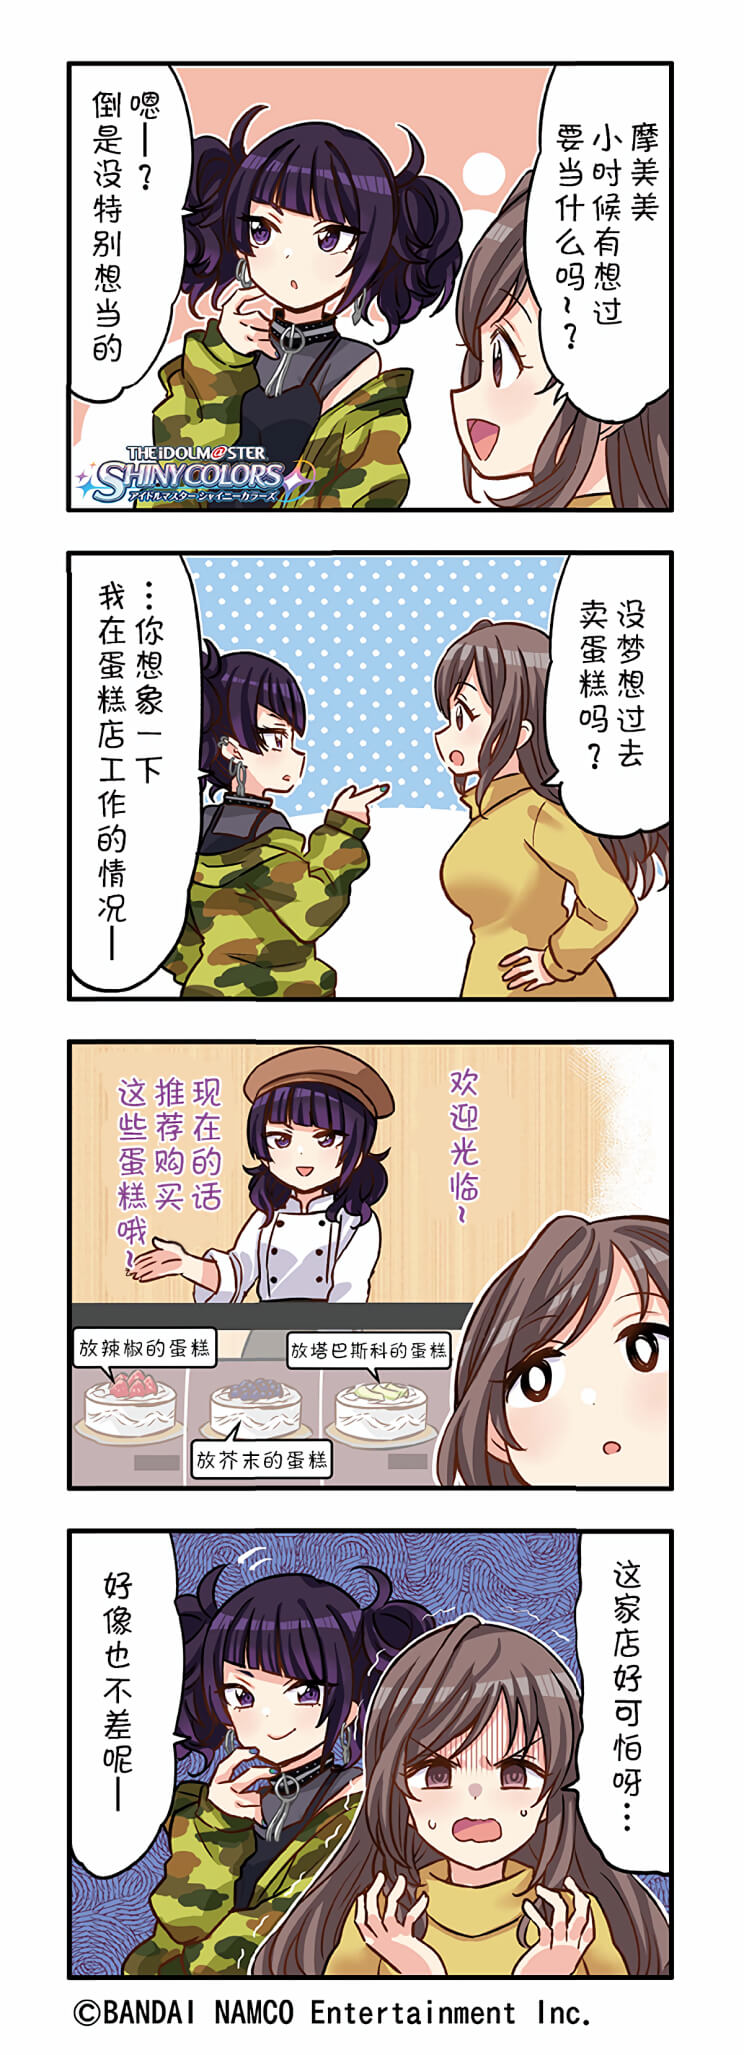 摩美美
小时候有想过
要当什么吗~?
嗯ー?
倒是没特别想当的
THE iDOLM@STER
SHINY COLORS
アイドルマスター シャイニーカラーズ
没梦想过去
卖蛋糕吗?
…你想象一下
我在蛋糕店工作的情况ー
欢迎光临~
现在的话
推荐购买
这些蛋糕哦~
放辣椒的蛋糕
放塔巴斯科的蛋糕
放芥末的蛋糕
这家店好可怕呀…
好像也不差呢ー
©BANDAI NAMCO Entertainment Inc.